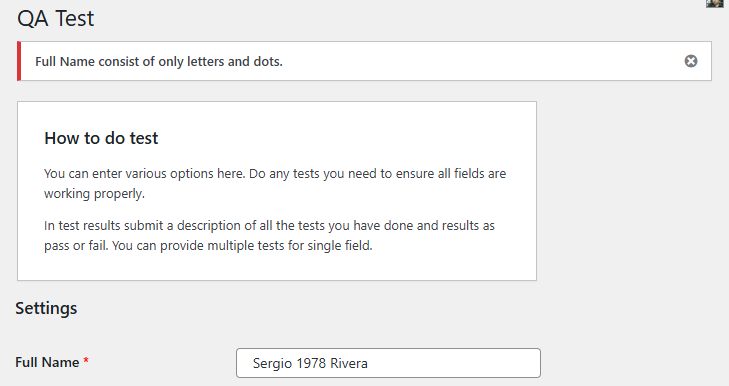 QA Test
Full Name consist of only letters and dots.
How to do test
You can enter various options here. Do any tests you need to ensure all fields are
working properly.
In test results submit a description of all the tests you have done and results as
pass or fail. You can provide multiple tests for single field.
Settings
Full Name *
Sergio 1978 Rivera